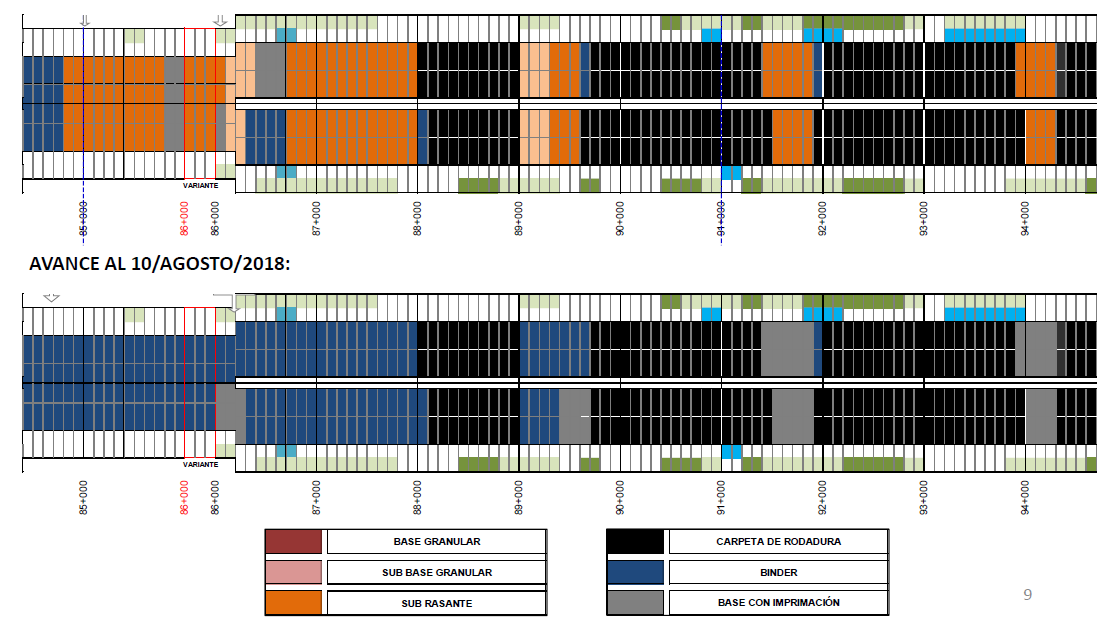 VARIANTE
85+000
86+000
86+000
87+000
88+000
89+000
90+000
91+000
92+000
93+000
94+000
AVANCE AL 10/AGOSTO/2018:
VARIANTE
85+000
86+000
86+000
87+000
88+000
89+000
90+000
91+000
92+000
93+000
94+000
BASE GRANULAR
CARPETA DE RODADURA
SUB BASE GRANULAR
BINDER
SUB RASANTE
BASE CON IMPRIMACIÓN
9